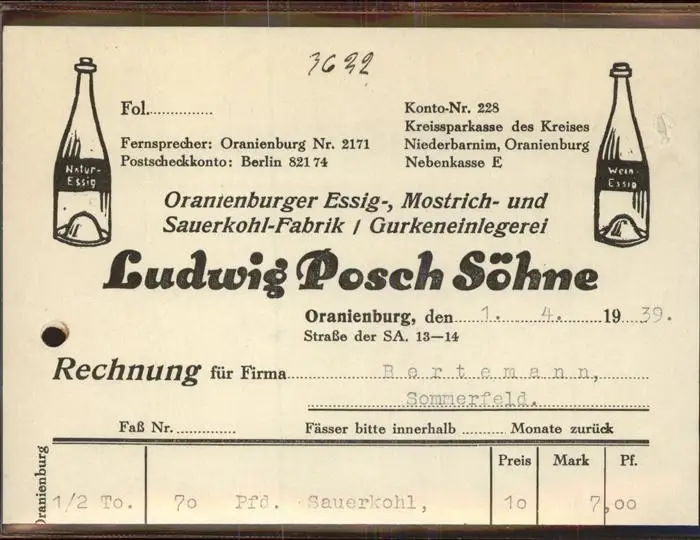 3622
Fol...............
Konto-Nr. 228
Kreissparkasse des Kreises
Fernsprecher: Oranienburg Nr. 2171
Niederbarnim, Oranienburg
Postscheckkonto: Berlin 82174
Nebenkasse E
Natur-
Essig
Wein
Essig
Oranienburger Essig-, Mostrich- und
Sauerkohl-Fabrik / Gurkeneinlegerei
Ludwig Posch Söhne
Oranienburg, den 1. 4. 1939.
Straße der SA. 13—14
Rechnung für Firma Bertemann,
Sommerfeld.
Faß Nr. .............. Fässer bitte innerhalb .......... Monate zurück
Preis Mark Pf.
1/2 To. 70 Pfd. Sauerkohl, 10 7,00
Oranienburg